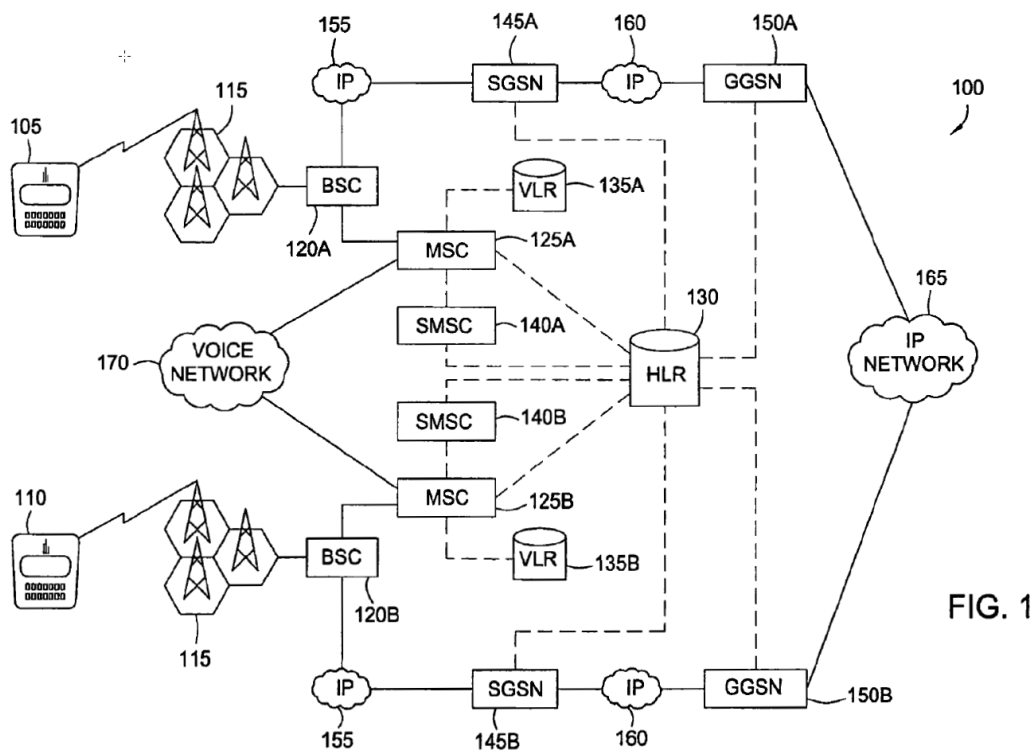 155
145A
160
150A
IP
SGSN
IP
GGSN
100
105
115
BSC
VLR
135A
120A
MSC
125A
130
165
SMSC
140A
170
VOICE
NETWORK
HLR
IP
NETWORK
SMSC
140B
MSC
125B
110
BSC
VLR
135B
120B
FIG. 1
115
IP
SGSN
IP
GGSN
150B
155
145B
160